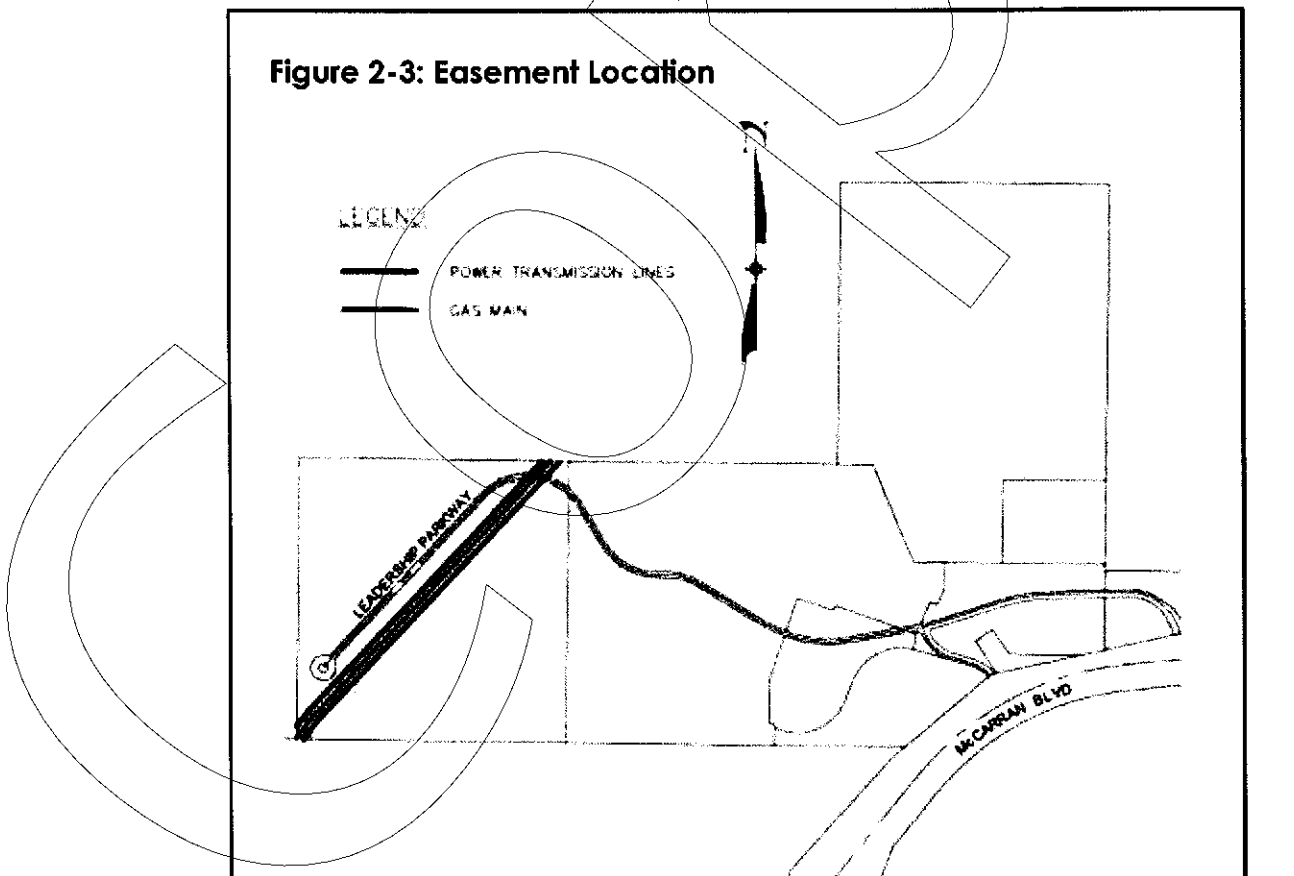 Figure 2-3: Easement Location
LEGEND
POWER TRANSMISSION LINES
GAS MAIN
LEADERSHIP PARKWAY
McCARRAN BLVD